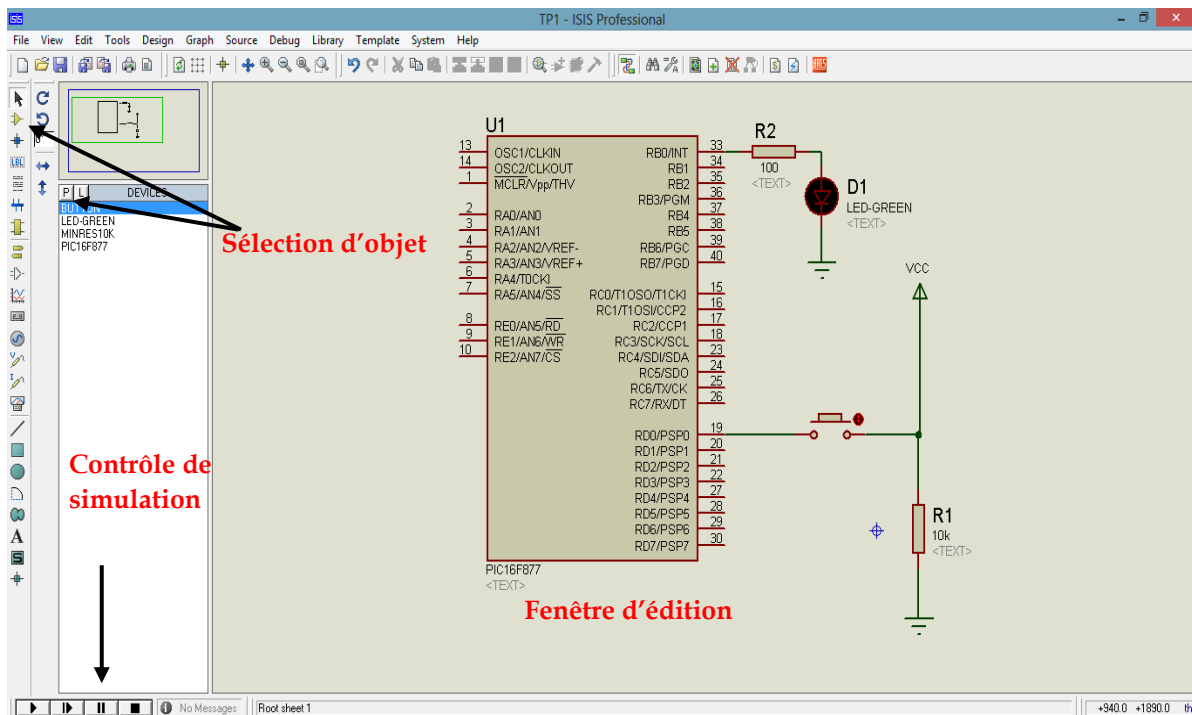 ISIS
TP1 - ISIS Professional
File View Edit Tools Design Graph Source Debug Library Template System Help
LBL
P L DEVICES
BUTTON
LED-GREEN
MINRES10K
PIC16F877
Sélection d'objet
Contrôle de
simulation
Fenêtre d'édition
U1
13 OSC1/CLKIN
14 OSC2/CLKOUT
1 MCLR/Vpp/THV
2 RA0/AN0
3 RA1/AN1
4 RA2/AN2/VREF-
5 RA3/AN3/VREF+
6 RA4/T0CKI
7 RA5/AN4/SS
8 RE0/AN5/RD
9 RE1/AN6/WR
10 RE2/AN7/CS
RB0/INT 33
RB1 34
RB2 35
RB3/PGM 36
RB4 37
RB5 38
RB6/PGC 39
RB7/PGD 40
RC0/T1OSO/T1CKI 15
RC1/T1OSI/CCP2 16
RC2/CCP1 17
RC3/SCK/SCL 18
RC4/SDI/SDA 23
RC5/SDO 24
RC6/TX/CK 25
RC7/RX/DT 26
RD0/PSP0 19
RD1/PSP1 20
RD2/PSP2 21
RD3/PSP3 22
RD4/PSP4 27
RD5/PSP5 28
RD6/PSP6 29
RD7/PSP7 30
PIC16F877
<TEXT>
R2
100
<TEXT>
D1
LED-GREEN
<TEXT>
VCC
R1
10k
<TEXT>
A
S
No Messages
Root sheet 1
+940.0 +1890.0 th